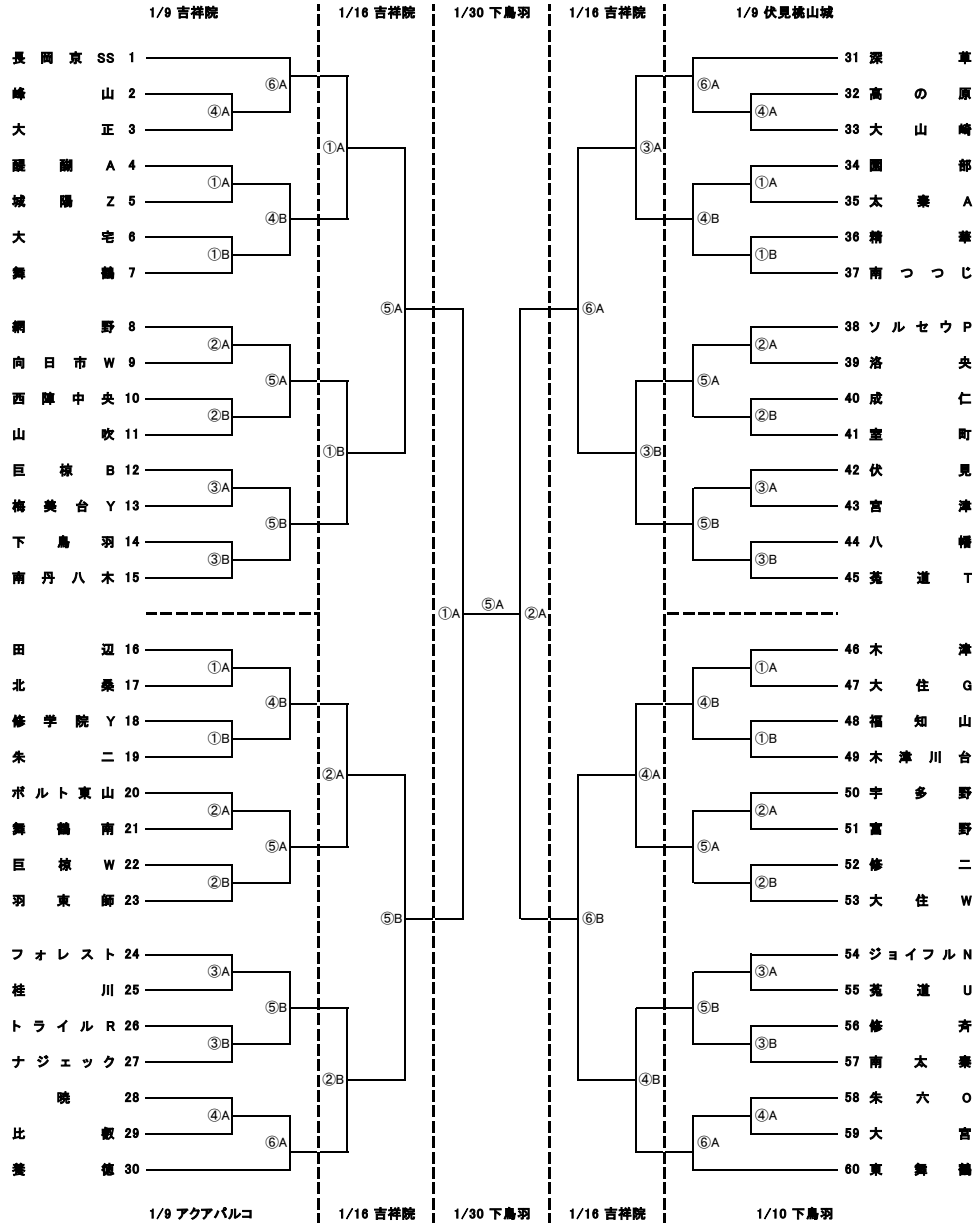 1/9 吉祥院 1/16 吉祥院 1/30 下鳥羽 1/16 吉祥院 1/9 伏見桃山城
長岡京SS 1 31 深草
⑥A ⑥A
峰山 2 32 高の原
④A ④A
大正 3 33 大山崎
①A ③A
醍醐A 4 34 園部
①A ①A
城陽Z 5 35 太秦A
④B ④B
大宅 6 36 精華
①B ①B
舞鶴 7 37 南つつじ
⑤A ⑥A
網野 8 38 ソルセウP
②A ②A
向日市W 9 39 洛央
⑤A ⑤A
西陣中央 10 40 成仁
②B ②B
山吹 11 41 室町
①B ③B
巨椋B 12 42 伏見
③A ③A
梅美台Y 13 43 宮津
⑤B ⑤B
下鳥羽 14 44 八幡
③B ③B
南丹八木 15 45 菟道T
①A ⑤A ②A
田辺 16 46 木津
①A ①A
北桑 17 47 大住G
④B ④B
修学院Y 18 48 福知山
①B ①B
朱二 19 49 木津川台
②A ④A
ボルト東山 20 50 宇多野
②A ②A
舞鶴南 21 51 富野
⑤A ⑤A
巨椋W 22 52 修二
②B ②B
羽束師 23 53 大住W
⑤B ⑥B
フォレスト 24 54 ジョイフルN
③A ③A
桂川 25 55 菟道U
⑤B ⑤B
トライルR 26 56 修斉
③B ③B
ナジェック 27 57 南太秦
②B ④B
暁 28 58 朱六O
④A ④A
比叡 29 59 大宮
⑥A ⑥A
養徳 30 60 東舞鶴
1/9 アクアパルコ 1/16 吉祥院 1/30 下鳥羽 1/16 吉祥院 1/10 下鳥羽